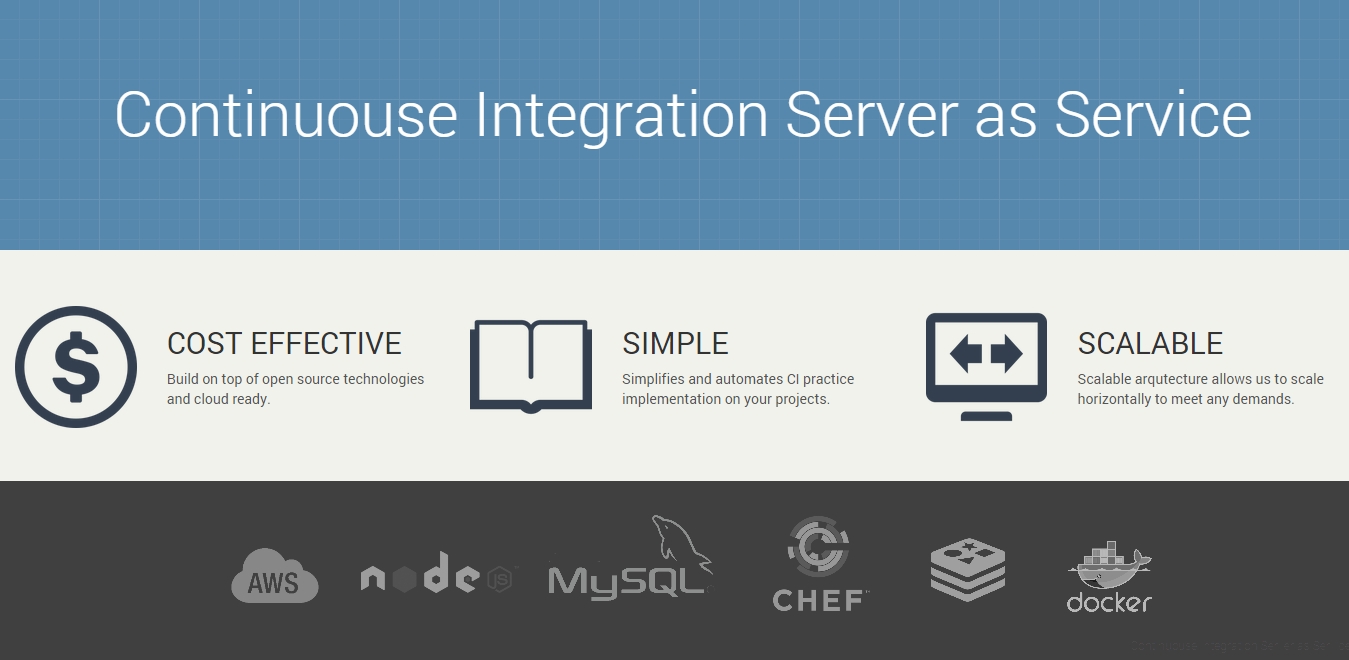 Continuouse Integration Server as Service
COST EFFECTIVE
Build on top of open source technologies
and cloud ready.
SIMPLE
Simplifies and automates CI practice
implementation on your projects.
SCALABLE
Scalable arqutecture allows us to scale
horizontally to meet any demands.
AWS
node JS
MySQL
CHEF
docker